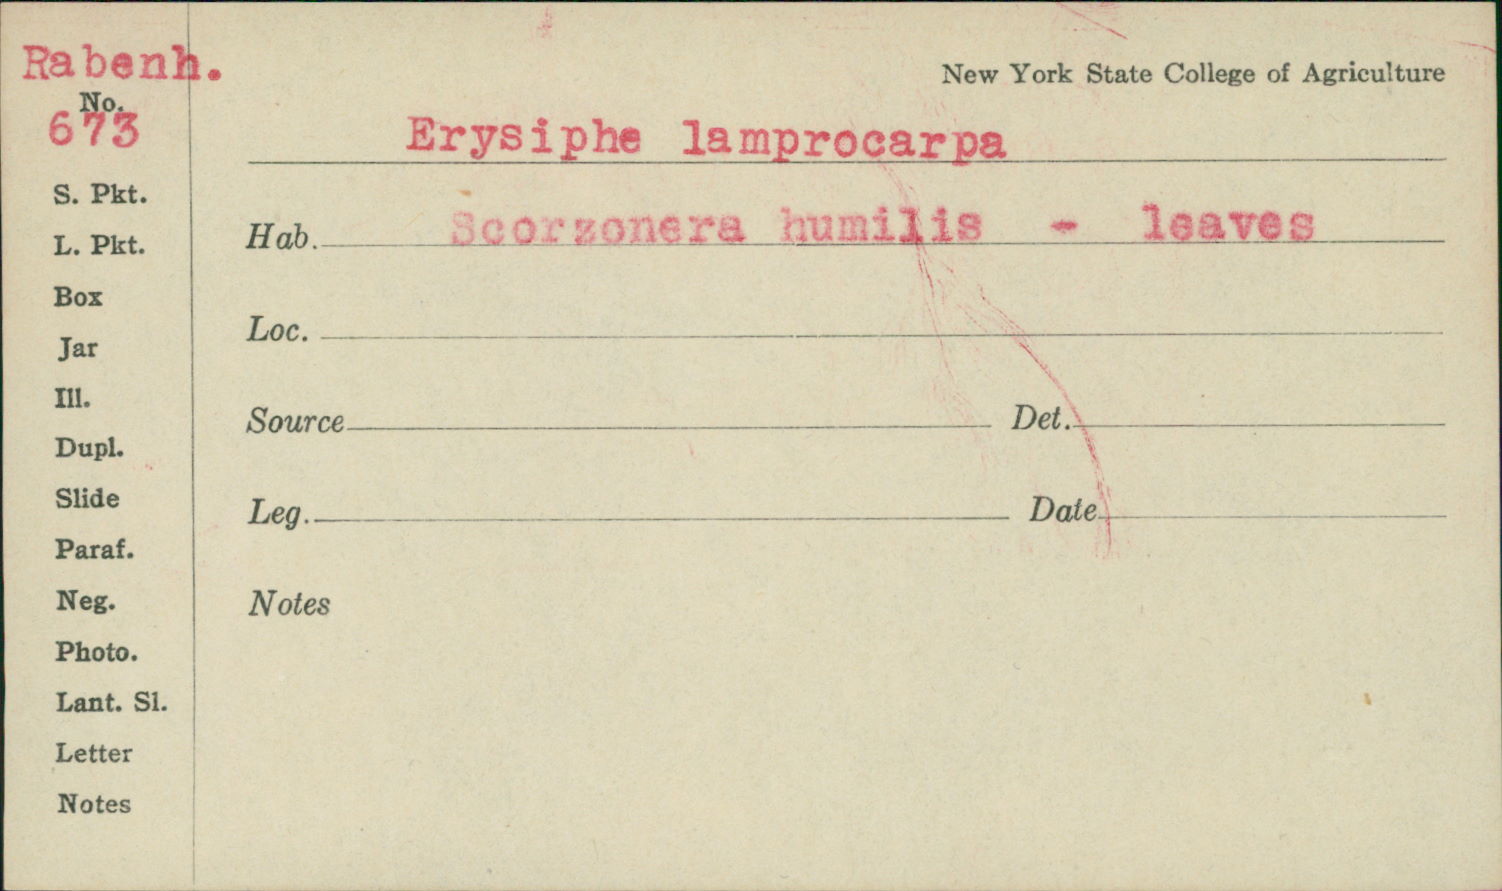 Rabenh.
New York State College of Agriculture
No.
673
Erysiphe lamprocarpa
S. Pkt.
Hab. Scorzonera humilis - leaves
L. Pkt.
Box
Loc.
Jar
Ill.
Source Det.
Dupl.
Slide
Leg. Date
Paraf.
Neg.
Notes
Photo.
Lant. Sl.
Letter
Notes